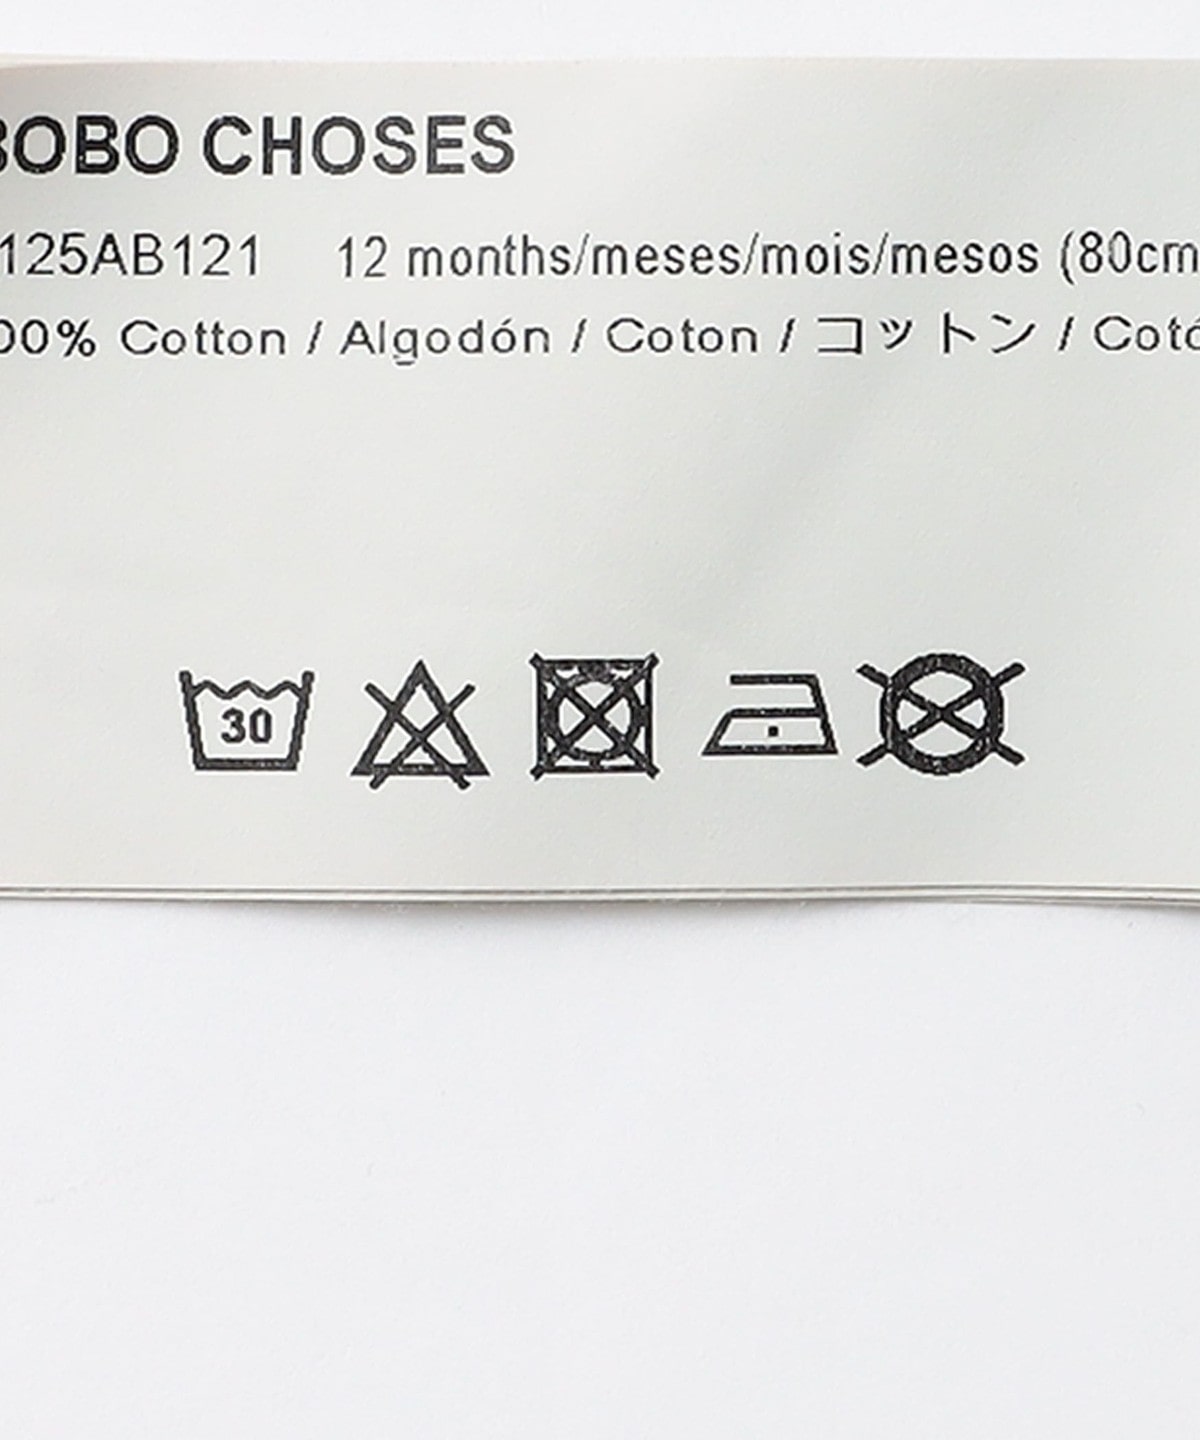 BOBO CHOSES
125AB121 12 months/meses/mois/mesos (80cm
00% Cotton / Algodón / Coton / コットン / Cotó
30